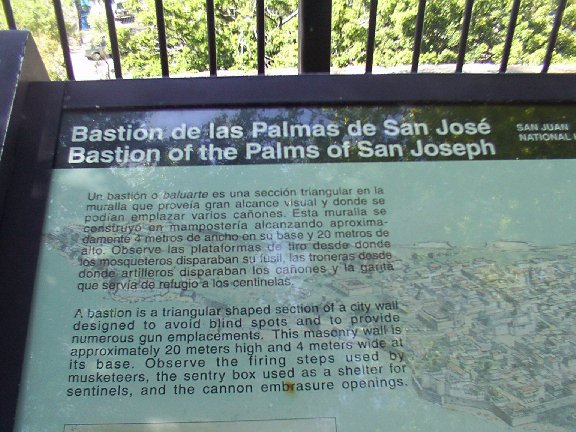 Bastión de las Palmas de San José
Bastion of the Palms of San Joseph
SAN JUAN
NATIONAL
Un bastión o baluarte es una sección triangular en la
muralla que proveía gran alcance visual y donde se
podían emplazar varios cañones. Esta muralla se
construyó en mampostería alcanzando aproxima-
damente 4 metros de ancho en su base y 20 metros de
alto. Observe las plataformas de tiro desde donde
los mosqueteros disparaban su fusil, las troneras desde
donde artilleros disparaban los cañones y la garita
que servía de refugio a los centinelas.
A bastion is a triangular shaped section of a city wall
designed to avoid blind spots and to provide
numerous gun emplacements. This masonry wall is
approximately 20 meters high and 4 meters wide at
its base. Observe the firing steps used by
musketeers, the sentry box used as a shelter for
sentinels, and the cannon embrasure openings.